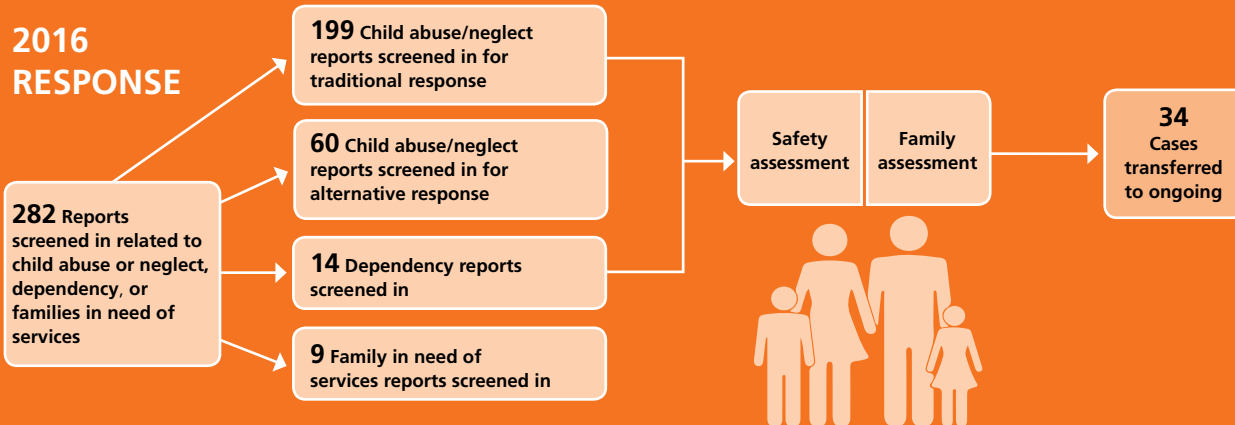 2016
RESPONSE
282 Reports
screened in related to
child abuse or neglect,
dependency, or
families in need of
services
199 Child abuse/neglect
reports screened in for
traditional response
60 Child abuse/neglect
reports screened in for
alternative response
14 Dependency reports
screened in
9 Family in need of
services reports screened in
Safety
assessment
Family
assessment
34
Cases
transferred
to ongoing